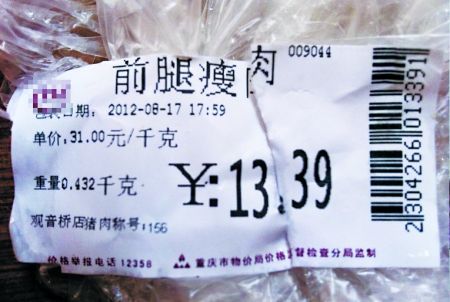 前腿瘦肉 009044
包装日期: 2012-08-17 17:59
单价:31.00元/千克
重量0.432千克 ¥:13.39
观音桥店猪肉称号:156
价格举报电话 12358 重庆市物价局价格监督检查分局监制
2304266013391